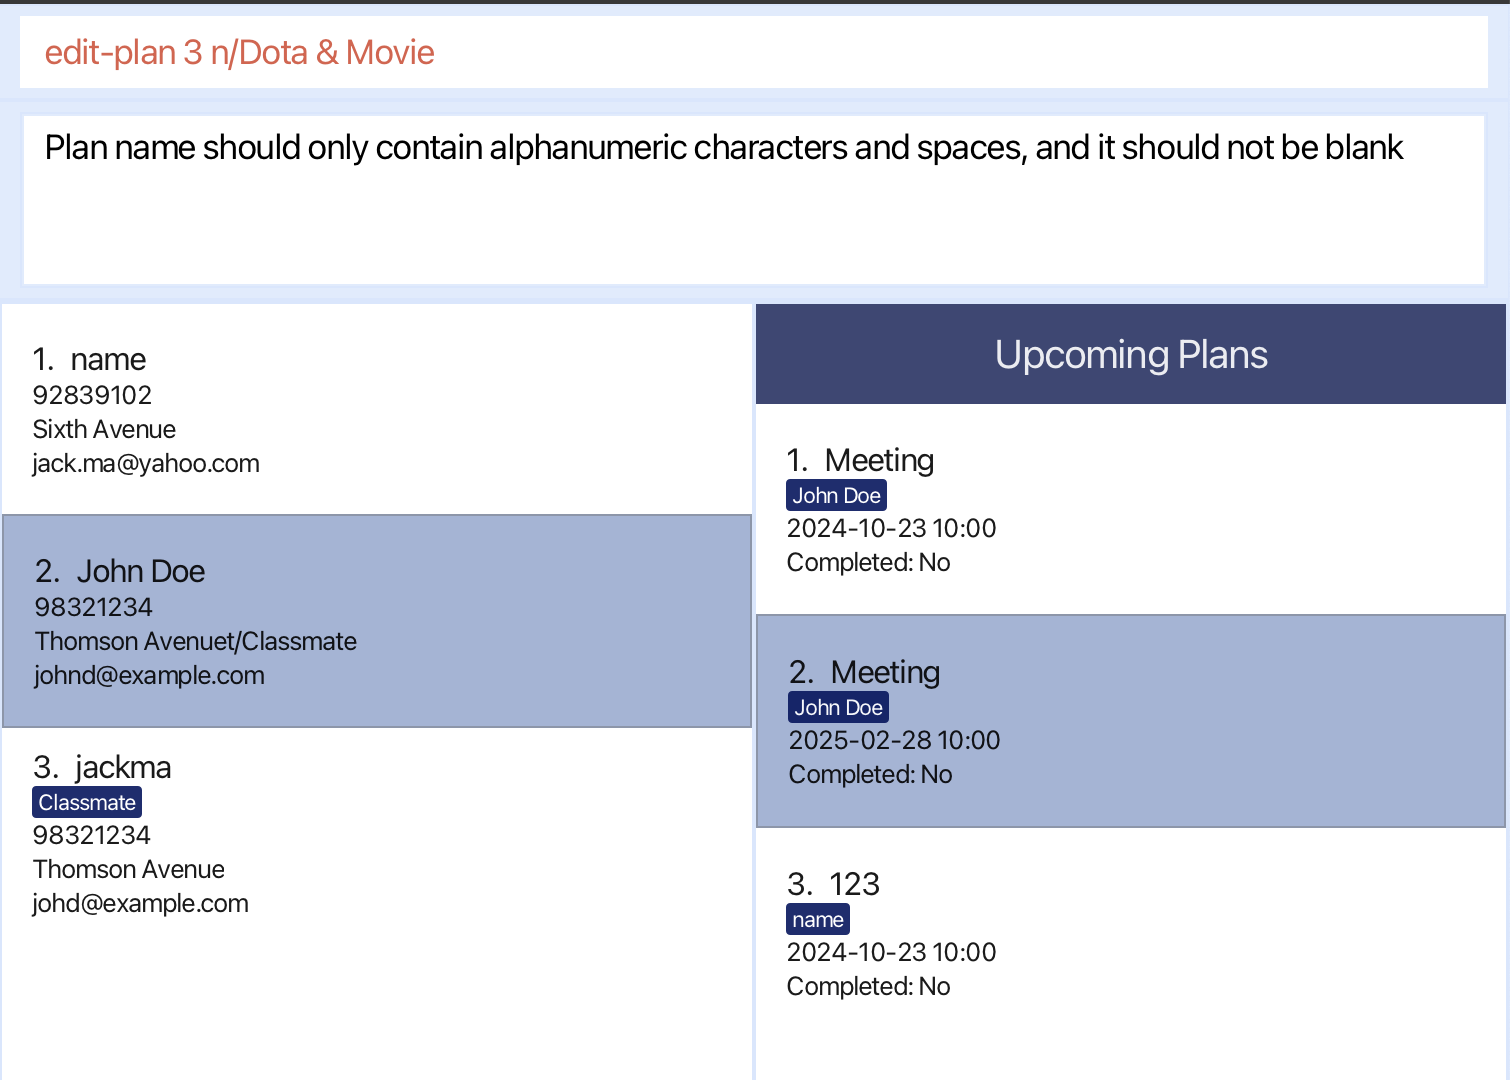 edit-plan 3 n/Dota & Movie
Plan name should only contain alphanumeric characters and spaces, and it should not be blank
1. name
92839102
Sixth Avenue
jack.ma@yahoo.com
2. John Doe
98321234
Thomson Avenuet/Classmate
johnd@example.com
3. jackma
Classmate
98321234
Thomson Avenue
johd@example.com
Upcoming Plans
1. Meeting
John Doe
2024-10-23 10:00
Completed: No
2. Meeting
John Doe
2025-02-28 10:00
Completed: No
3. 123
name
2024-10-23 10:00
Completed: No